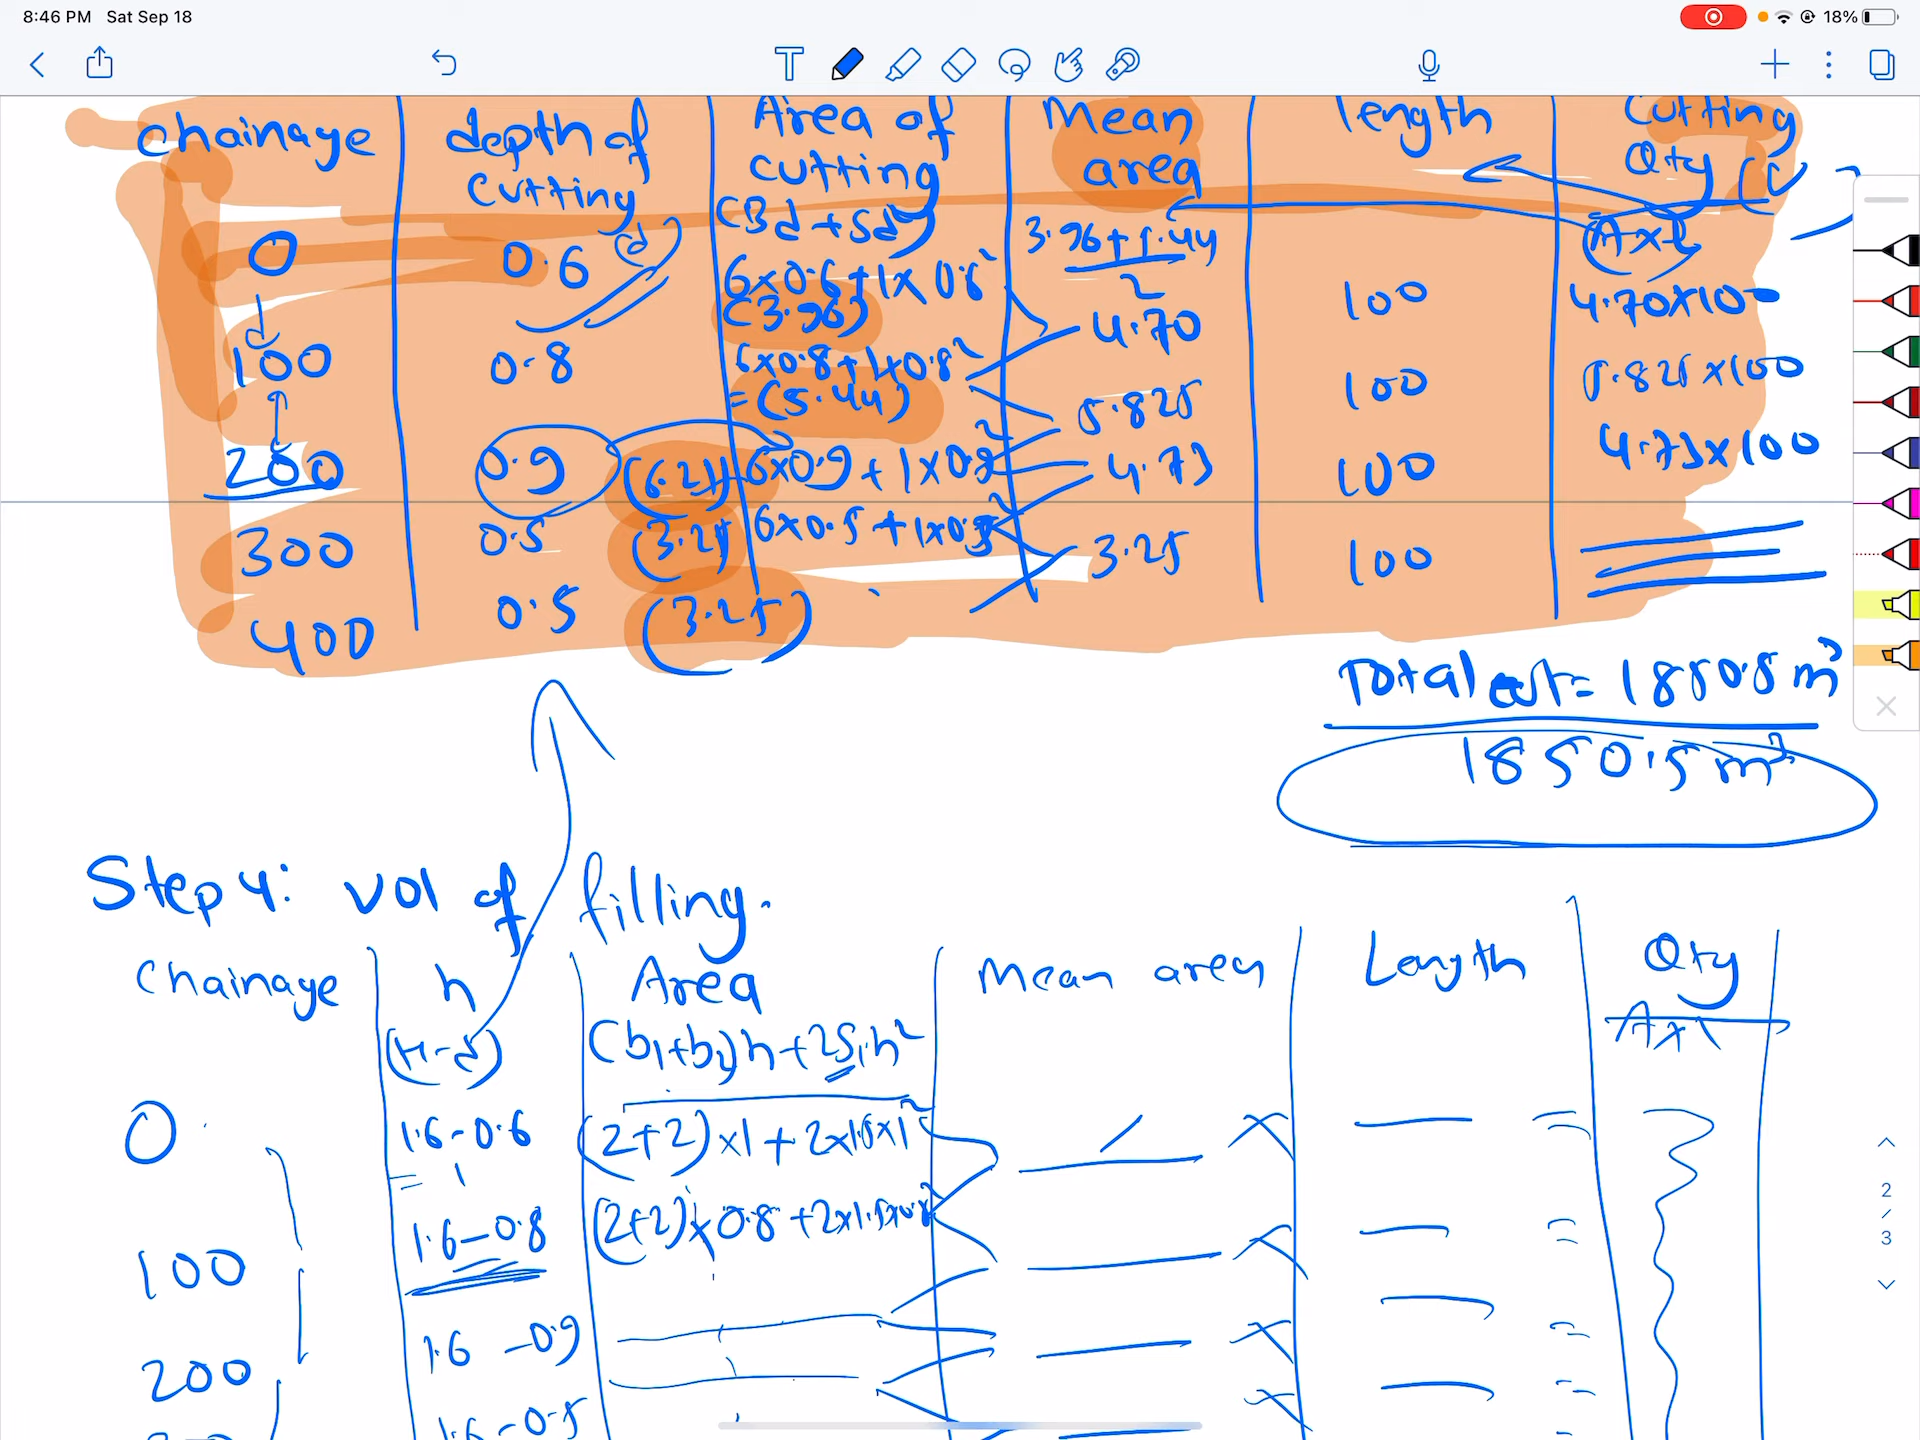 8:46 PM Sat Sep 18
18%
chainage depth of cutting Area of cutting Mean area length Cutting Qty (V)
(d) (Bd + Sd²) (A×L)
0 0.6 6×0.6+1×0.6² (3.96) 3.96+5.44 / 2
4.70 100 4.70×100
100 0.8 6×0.8+1×0.8² =(5.44)
5.825 100 5.825×100
200 0.9 (6.21) 6×0.9+1×0.9² 4.73 100 4.73×100
300 0.5 (3.25) 6×0.5+1×0.5² 3.25 100
400 0.5 (3.25)
Total cut= 1850.5 m³
1850.5 m³
Step 4: vol of filling.
Chainage h Area Mean area Length Qty
(H-d) (b1+b2)h+2S1h² A×L
0 1.6-0.6 (2+2)×1+2×1.5×1²
= 1
100 1.6-0.8 (2+2)×0.8+2×1.5×0.8²
200 1.6-0.9
1.6-0.5
2
/
3